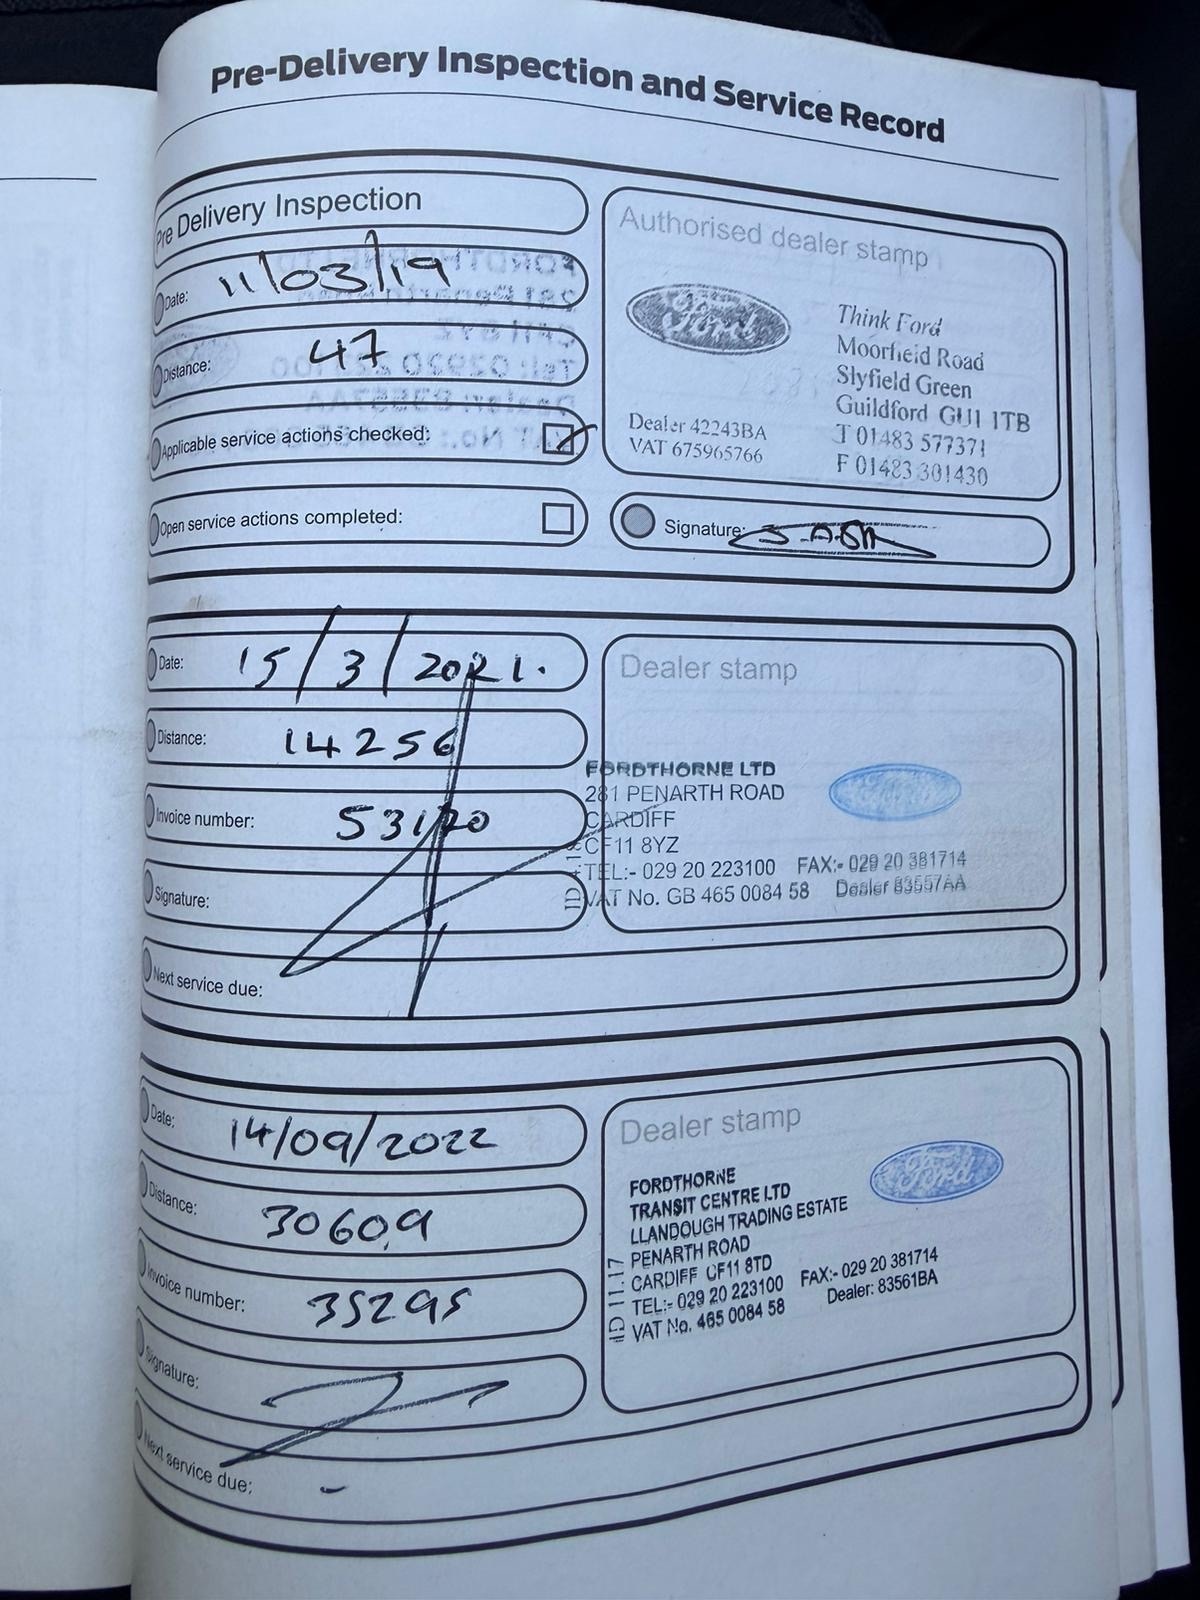 Pre-Delivery Inspection and Service Record
Pre Delivery Inspection
Date: 11/03/19
Distance: 47
Applicable service actions checked:
Open service actions completed:
Authorised dealer stamp
Ford
Think Ford
Moorfield Road
Slyfield Green
Guildford GU1 1TB
T 01483 577371
F 01483 301430
Dealer 42243BA
VAT 675965766
Signature:
Date: 15/3/2021.
Distance: 14256
Invoice number: 53120
Signature:
Next service due:
Dealer stamp
FORDTHORNE LTD
281 PENARTH ROAD
CARDIFF
CF11 8YZ
TEL:- 029 20 223100 FAX:- 029 20 381714
VAT No. GB 465 0084 58 Dealer 83557AA
Date: 14/09/2022
Distance: 30609
Invoice number: 35295
Signature:
Next service due: -
Dealer stamp
Ford
FORDTHORNE
TRANSIT CENTRE LTD
LLANDOUGH TRADING ESTATE
PENARTH ROAD
CARDIFF CF11 8TD
TEL:- 029 20 223100 FAX:- 029 20 381714
VAT No. 465 0084 58 Dealer: 83561BA
ID 11.17